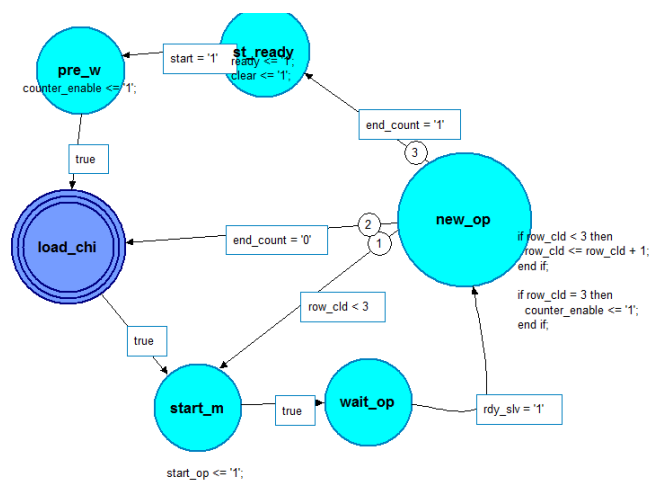 st_ready
ready <= '1';
clear <= '1';
start = '1'
pre_w
counter_enable <= '1';
end_count = '1'
3
true
new_op
if row_cld < 3 then
row_cld <= row_cld + 1;
end if;
if row_cld = 3 then
counter_enable <= '1';
end if;
2
1
end_count = '0'
load_chi
row_cld < 3
true
start_m
start_op <= '1';
true
wait_op
rdy_slv = '1'